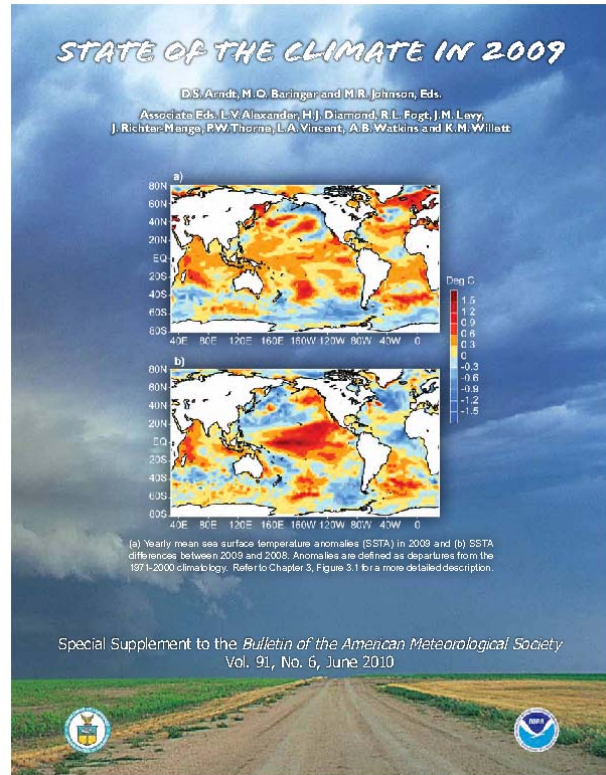 STATE OF THE CLIMATE IN 2009
D.S. Arndt, M.O. Baringer and M.R. Johnson, Eds.
Associate Eds. L.V. Alexander, H.J. Diamond, R.L. Fogt, J.M. Levy,
J. Richter-Menge, P.W. Thorne, L.A. Vincent, A.B. Watkins and K.M. Willett
a)
80N
60N
40N
20N
EQ
20S
40S
60S
80S
40E 80E 120E 160E 160W 120W 80W 40W 0
Deg C
1.5
1.2
0.9
0.6
0.3
0
-0.3
-0.6
-0.9
-1.2
-1.5
b)
80N
60N
40N
20N
EQ
20S
40S
60S
80S
40E 80E 120E 160E 160W 120W 80W 40W 0
(a) Yearly mean sea surface temperature anomalies (SSTA) in 2009 and (b) SSTA
differences between 2009 and 2008. Anomalies are defined as departures from the
1971-2000 climatology. Refer to Chapter 3, Figure 3.1 for a more detailed description.
Special Supplement to the Bulletin of the American Meteorological Society
Vol. 91, No. 6, June 2010